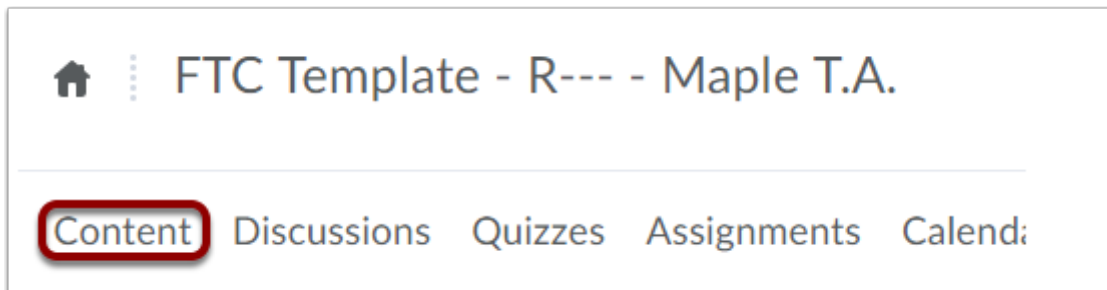 FTC Template - R--- - Maple T.A.
Content Discussions Quizzes Assignments